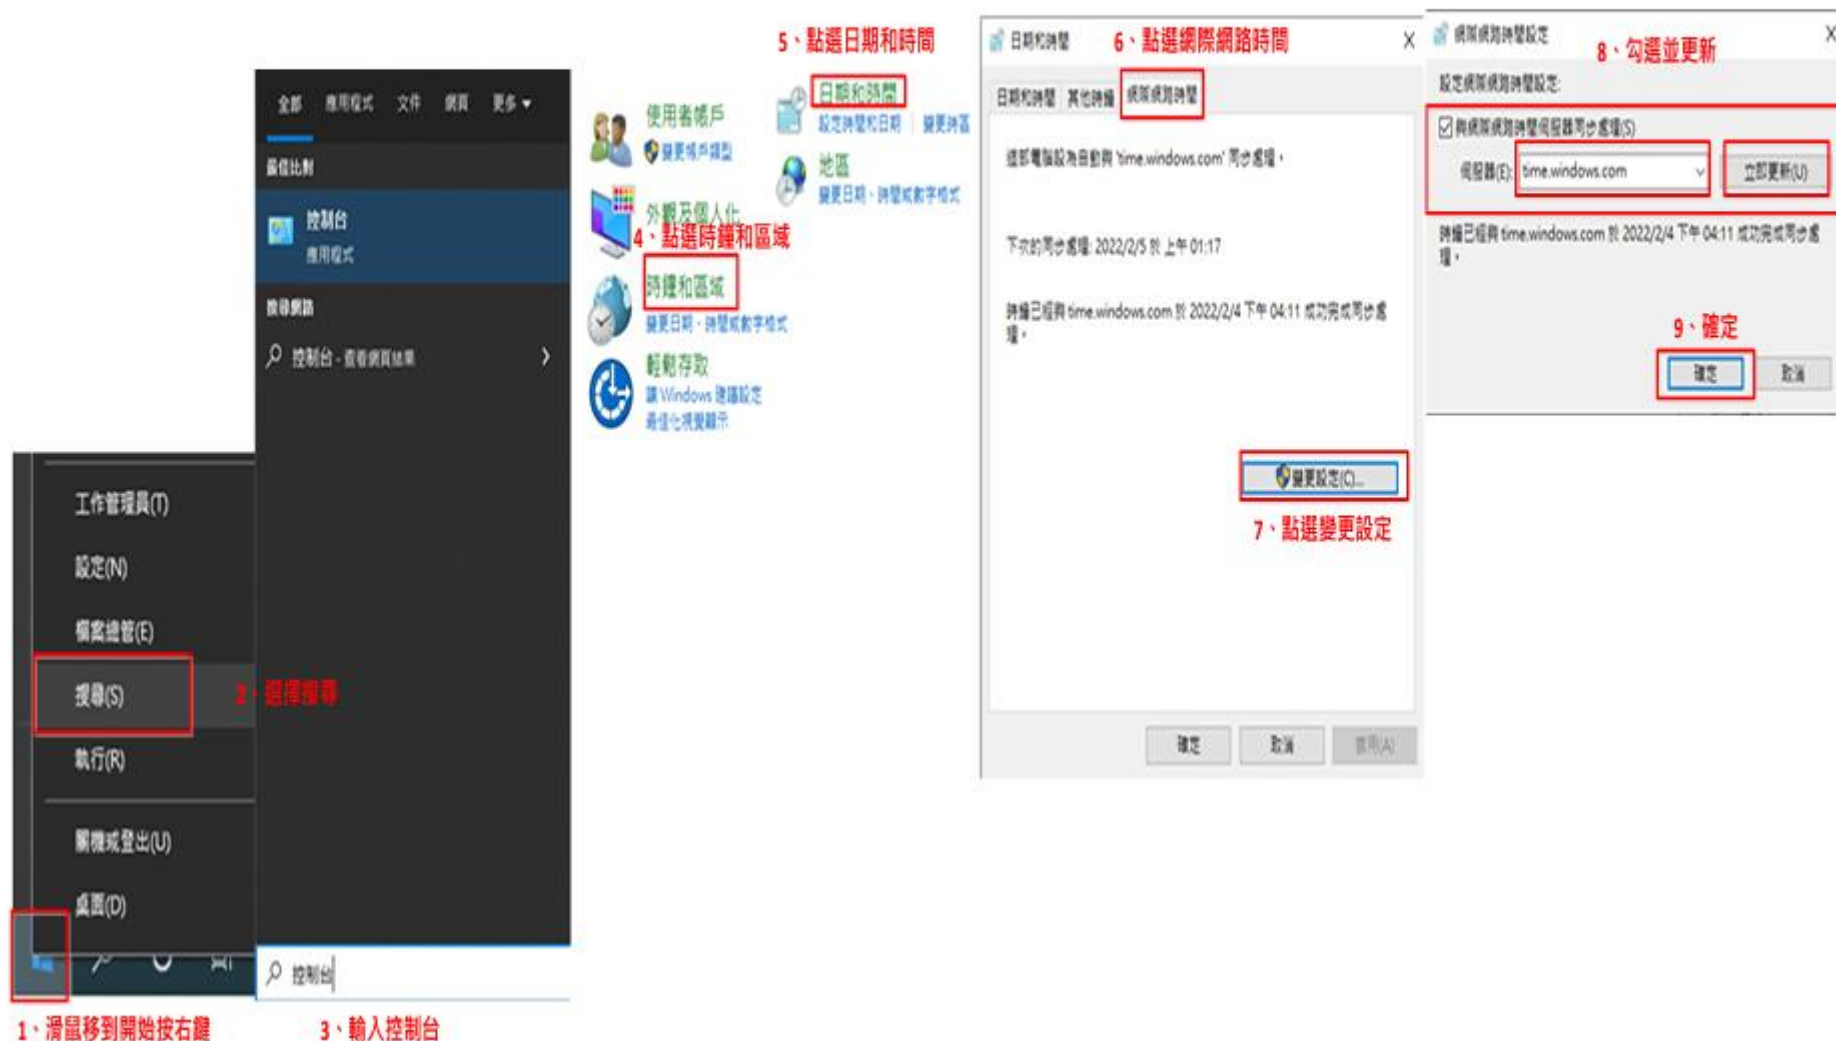 工作管理員(T)
設定(N)
檔案總管(E)
搜尋(S)
2、選擇搜尋
執行(R)
關機或登出(U)
桌面(D)
1、滑鼠移到開始按右鍵
全部 應用程式 文件 網頁 更多
最佳比對
控制台
應用程式
搜尋網路
控制台 - 查看網頁結果
控制台
3、輸入控制台
使用者帳戶
變更帳戶類型
外觀及個人化
4、點選時鐘和區域
時鐘和區域
變更日期、時間或數字格式
輕鬆存取
讓 Windows 建議設定
最佳化視覺顯示
5、點選日期和時間
日期和時間
設定時間和日期 變更時區
地區
變更日期、時間或數字格式
日期和時間
6、點選網際網路時間
日期和時間 其他時鐘 網際網路時間
這部電腦設為自動與 'time.windows.com' 同步處理。
下次的同步處理: 2022/2/5 於 上午 01:17
時鐘已經與 time.windows.com 於 2022/2/4 下午 04:11 成功完成同步處
理。
變更設定(C)...
7、點選變更設定
確定 取消 套用(A)
網際網路時間設定
8、勾選並更新
設定網際網路時間設定:
與網際網路時間伺服器同步處理(S)
伺服器(E): time.windows.com 立即更新(U)
時鐘已經與 time.windows.com 於 2022/2/4 下午 04:11 成功完成同步處
理。
9、確定
確定 取消